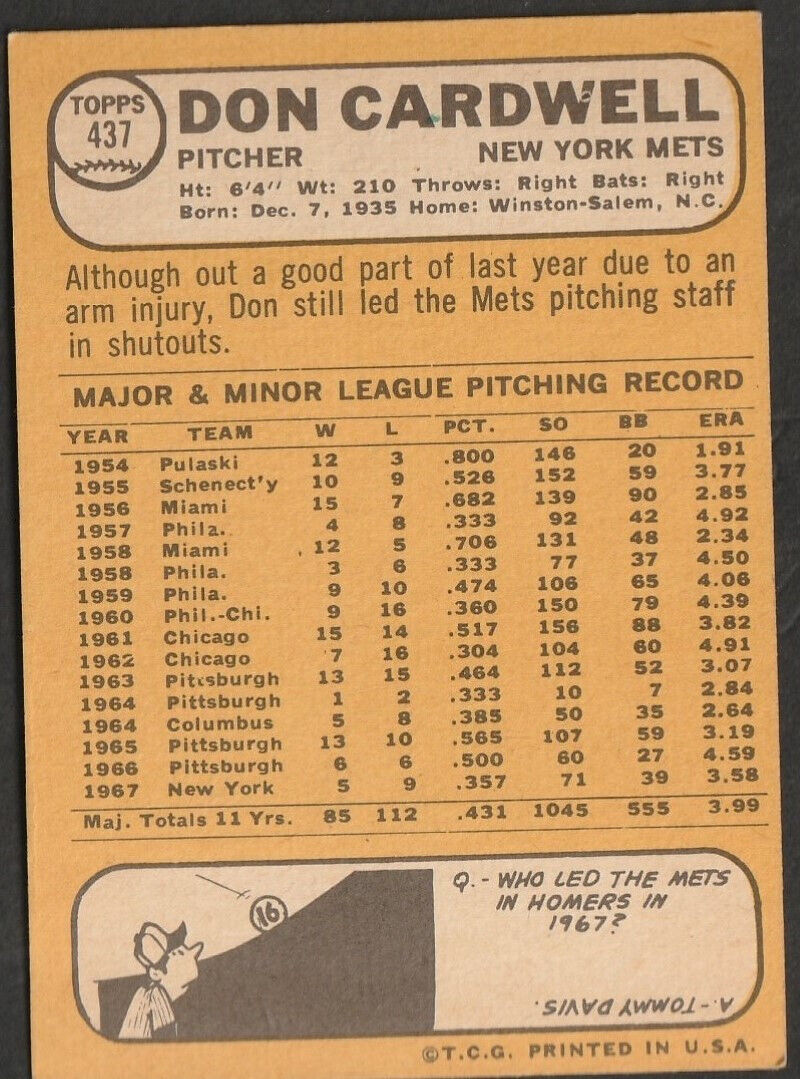 TOPPS
437
DON CARDWELL
PITCHER NEW YORK METS
Ht: 6'4" Wt: 210 Throws: Right Bats: Right
Born: Dec. 7, 1935 Home: Winston-Salem, N.C.
Although out a good part of last year due to an
arm injury, Don still led the Mets pitching staff
in shutouts.
MAJOR & MINOR LEAGUE PITCHING RECORD
YEAR TEAM W L PCT. SO BB ERA
1954 Pulaski 12 3 .800 146 20 1.91
1955 Schenect'y 10 9 .526 152 59 3.77
1956 Miami 15 7 .682 139 90 2.85
1957 Phila. 4 8 .333 92 42 4.92
1958 Miami 12 5 .706 131 48 2.34
1958 Phila. 3 6 .333 77 37 4.50
1959 Phila. 9 10 .474 106 65 4.06
1960 Phil.-Chi. 9 16 .360 150 79 4.39
1961 Chicago 15 14 .517 156 88 3.82
1962 Chicago 7 16 .304 104 60 4.91
1963 Pittsburgh 13 15 .464 112 52 3.07
1964 Pittsburgh 1 2 .333 10 7 2.84
1964 Columbus 5 8 .385 50 35 2.64
1965 Pittsburgh 13 10 .565 107 59 3.19
1966 Pittsburgh 6 6 .500 60 27 4.59
1967 New York 5 9 .357 71 39 3.58
Maj. Totals 11 Yrs. 85 112 .431 1045 555 3.99
16
Q.- WHO LED THE METS
IN HOMERS IN
1967?
A.-TOMMY DAVIS.
©T.C.G. PRINTED IN U.S.A.